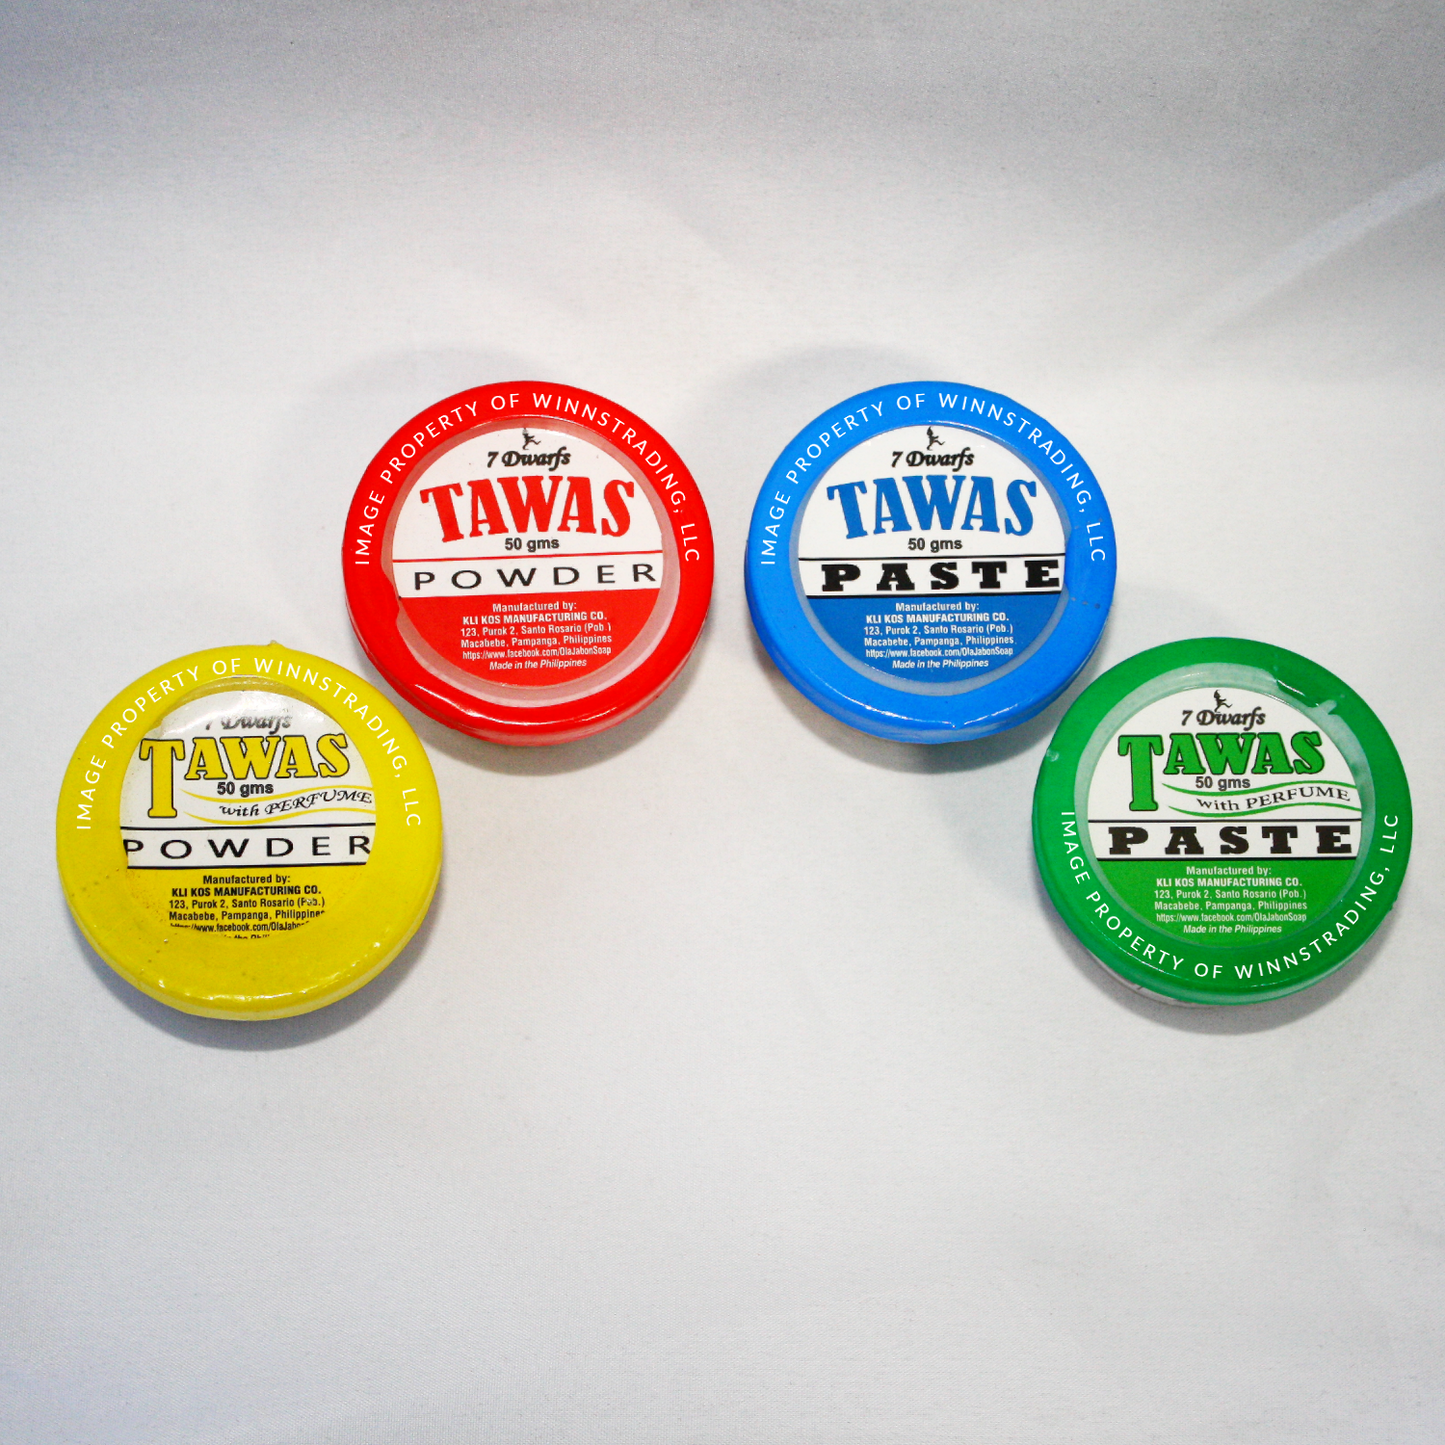 IMAGE PROPERTY OF WINNSTRADING, LLC
7 Dwarfs
TAWAS
50 gms
POWDER
Manufactured by:
KLI KOS MANUFACTURING CO.
123, Purok 2, Santo Rosario (Pob.)
Macabebe, Pampanga, Philippines
https://www.facebook.com/OlaJabonSoap
Made in the Philippines
IMAGE PROPERTY OF WINNSTRADING, LLC
7 Dwarfs
TAWAS
50 gms
PASTE
Manufactured by:
KLI KOS MANUFACTURING CO.
123, Purok 2, Santo Rosario (Pob.)
Macabebe, Pampanga, Philippines
https://www.facebook.com/OlaJabonSoap
Made in the Philippines
IMAGE PROPERTY OF WINNSTRADING, LLC
7 Dwarfs
TAWAS
50 gms
with PERFUME
POWDER
Manufactured by:
KLI KOS MANUFACTURING CO.
123, Purok 2, Santo Rosario (Pob.)
Macabebe, Pampanga, Philippines
7 Dwarfs
TAWAS
50 gms
with PERFUME
PASTE
Manufactured by:
KLI KOS MANUFACTURING CO.
123, Purok 2, Santo Rosario (Pob.)
Macabebe, Pampanga, Philippines
https://www.facebook.com/OlaJabonSoap
Made in the Philippines
IMAGE PROPERTY OF WINNSTRADING, LLC